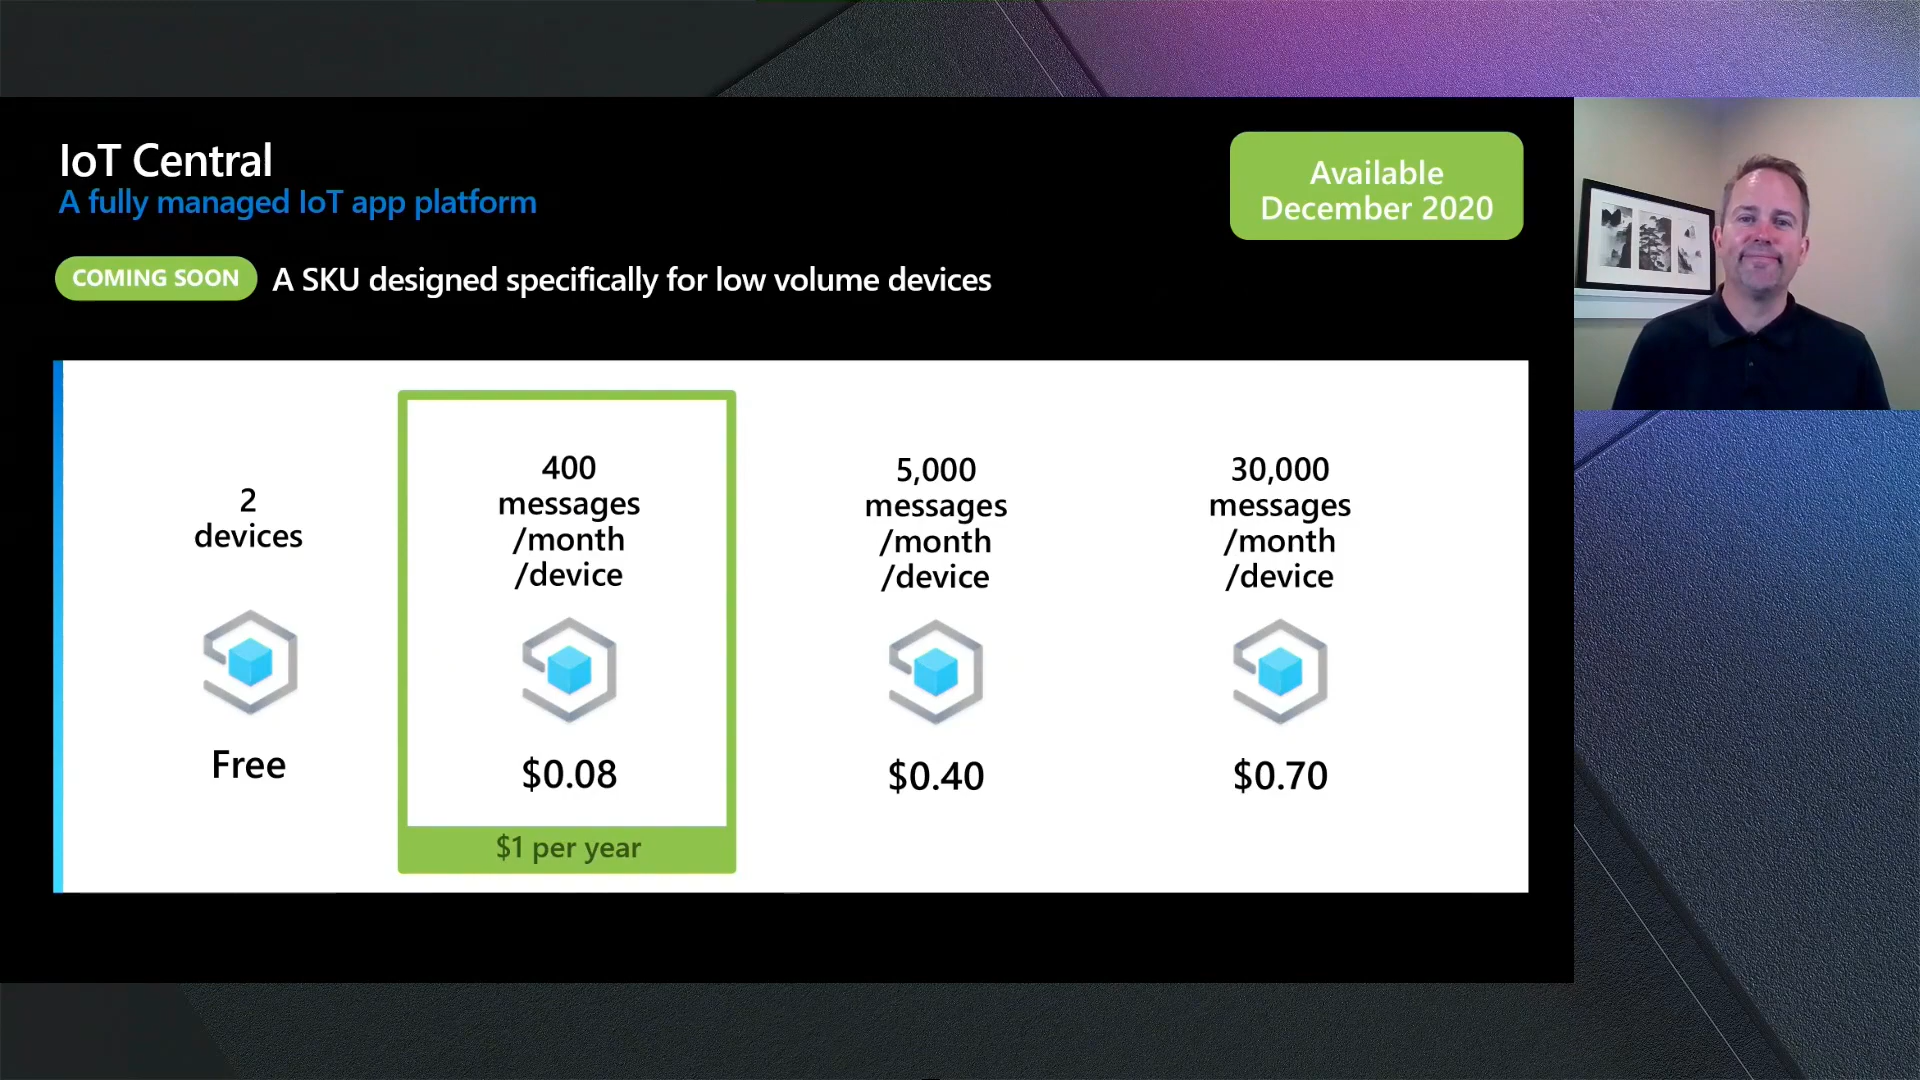 IoT Central
A fully managed IoT app platform
Available
December 2020
COMING SOON
A SKU designed specifically for low volume devices
2
devices
Free
400
messages
/month
/device
$0.08
$1 per year
5,000
messages
/month
/device
$0.40
30,000
messages
/month
/device
$0.70